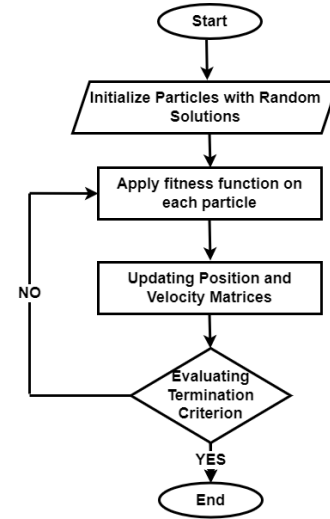 Start
Initialize Particles with Random
Solutions
Apply fitness function on
each particle
Updating Position and
Velocity Matrices
Evaluating
Termination
Criterion
NO
YES
End